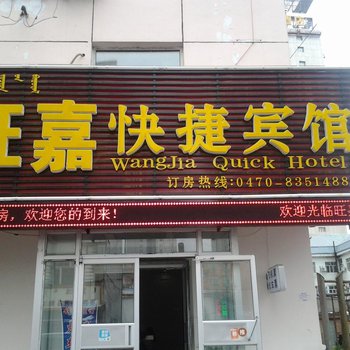 旺嘉快捷宾馆
WangJia Quick Hotel
订房热线:0470-8351488
房，欢迎您的到来！ 欢迎光临旺